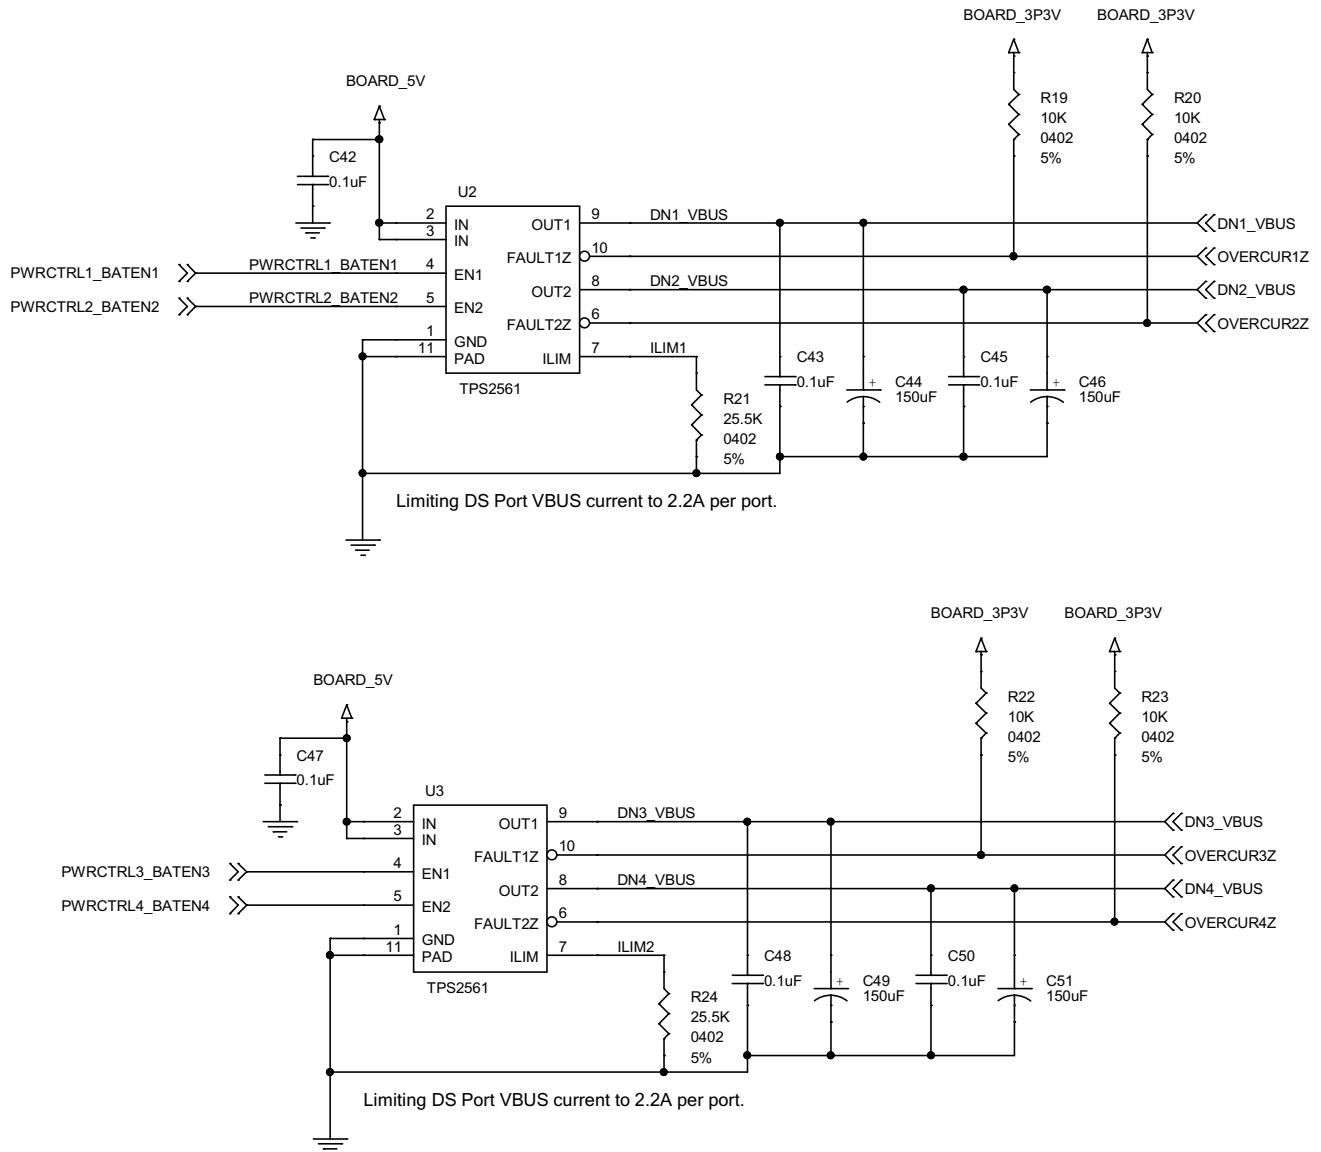 BOARD_3P3V BOARD_3P3V
BOARD_5V
R19
10K
0402
5%
R20
10K
0402
5%
C42
0.1uF
U2
2 IN
3 IN
PWRCTRL1_BATEN1 PWRCTRL1_BATEN1 4 EN1
PWRCTRL2_BATEN2 PWRCTRL2_BATEN2 5 EN2
1 GND
11 PAD
OUT1 9 DN1_VBUS DN1_VBUS
FAULT1Z 10 OVERCUR1Z
OUT2 8 DN2_VBUS DN2_VBUS
FAULT2Z 6 OVERCUR2Z
ILIM 7 ILIM1
TPS2561
R21
25.5K
0402
5%
C43
0.1uF
+
C44
150uF
C45
0.1uF
+
C46
150uF
Limiting DS Port VBUS current to 2.2A per port.
BOARD_3P3V BOARD_3P3V
BOARD_5V
R22
10K
0402
5%
R23
10K
0402
5%
C47
0.1uF
U3
2 IN
3 IN
PWRCTRL3_BATEN3 4 EN1
PWRCTRL4_BATEN4 5 EN2
1 GND
11 PAD
OUT1 9 DN3_VBUS DN3_VBUS
FAULT1Z 10 OVERCUR3Z
OUT2 8 DN4_VBUS DN4_VBUS
FAULT2Z 6 OVERCUR4Z
ILIM 7 ILIM2
TPS2561
R24
25.5K
0402
5%
C48
0.1uF
+
C49
150uF
C50
0.1uF
+
C51
150uF
Limiting DS Port VBUS current to 2.2A per port.